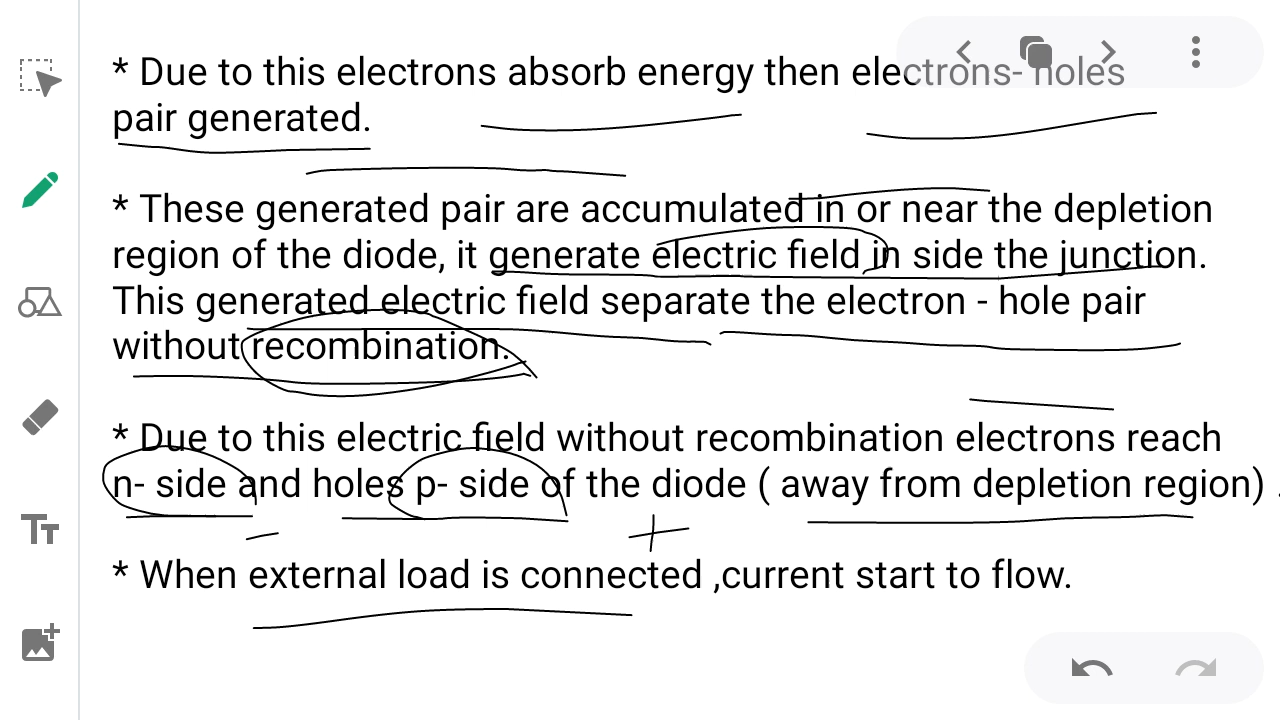 * Due to this electrons absorb energy then electrons- holes
pair generated.
* These generated pair are accumulated in or near the depletion
region of the diode, it generate electric field in side the junction.
This generated electric field separate the electron - hole pair
without recombination.
* Due to this electric field without recombination electrons reach
n- side and holes p- side of the diode ( away from depletion region) .
- +
* When external load is connected ,current start to flow.
TT